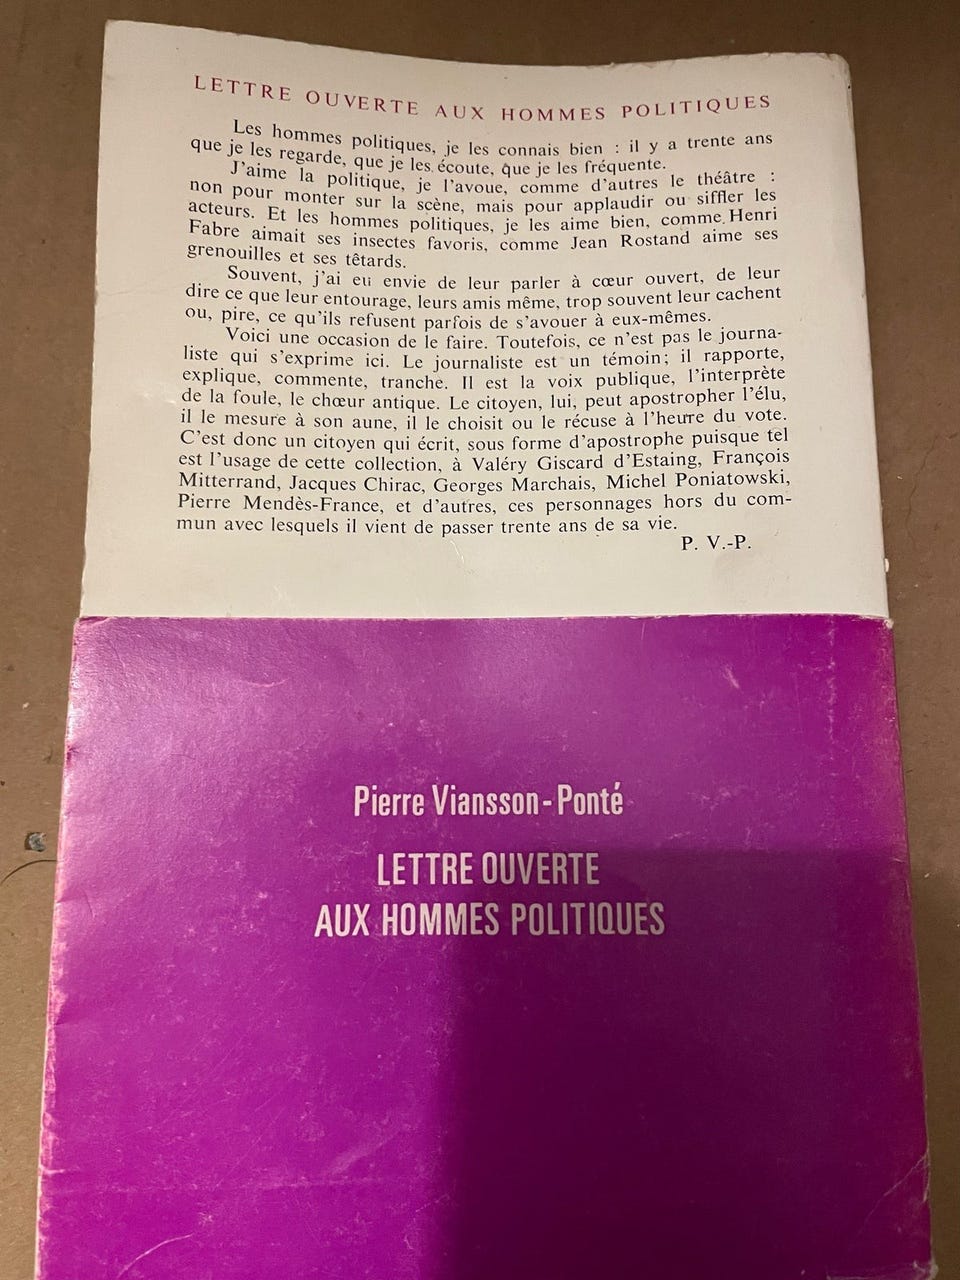 LETTRE OUVERTE AUX HOMMES POLITIQUES
Les hommes politiques, je les connais bien : il y a trente ans
que je les regarde, que je les écoute, que je les fréquente.
J'aime la politique, je l'avoue, comme d'autres le théâtre :
non pour monter sur la scène, mais pour applaudir ou siffler les
acteurs. Et les hommes politiques, je les aime bien, comme Henri
Fabre aimait ses insectes favoris, comme Jean Rostand aime ses
grenouilles et ses têtards.
Souvent, j'ai eu envie de leur parler à cœur ouvert, de leur
dire ce que leur entourage, leurs amis même, trop souvent leur cachent
ou, pire, ce qu'ils refusent parfois de s'avouer à eux-mêmes.
Voici une occasion de le faire. Toutefois, ce n'est pas le journa-
liste qui s'exprime ici. Le journaliste est un témoin; il rapporte,
explique, commente, tranche. Il est la voix publique, l'interprète
de la foule, le chœur antique. Le citoyen, lui, peut apostropher l'élu,
il le mesure à son aune, il le choisit ou le récuse à l'heure du vote.
C'est donc un citoyen qui écrit, sous forme d'apostrophe puisque tel
est l'usage de cette collection, à Valéry Giscard d'Estaing, François
Mitterrand, Jacques Chirac, Georges Marchais, Michel Poniatowski,
Pierre Mendès-France, et d'autres, ces personnages hors du com-
mun avec lesquels il vient de passer trente ans de sa vie.
P. V.-P.
Pierre Viansson-Ponté
LETTRE OUVERTE
AUX HOMMES POLITIQUES